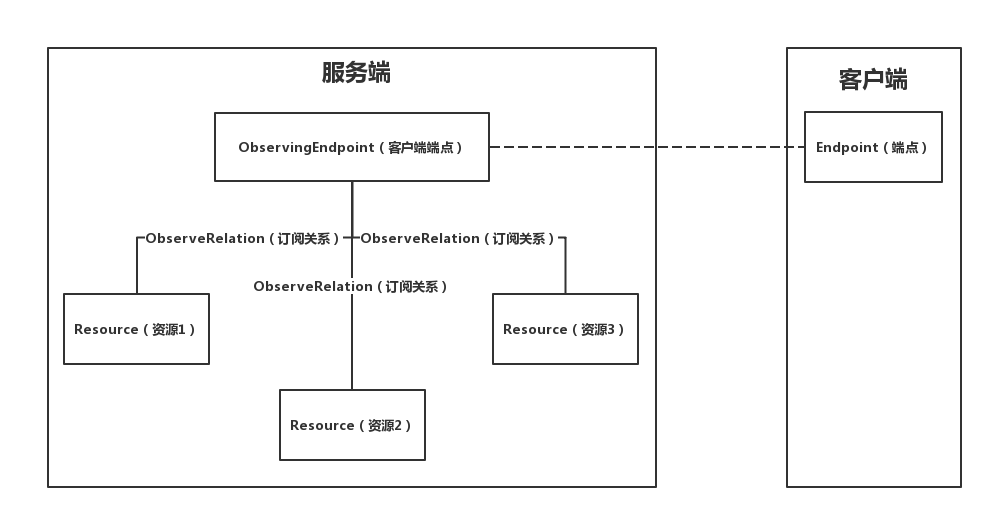 服务端
客户端
ObservingEndpoint（客户端端点）
Endpoint（端点）
ObserveRelation（订阅关系）
ObserveRelation（订阅关系）
ObserveRelation（订阅关系）
Resource（资源1）
Resource（资源3）
Resource（资源2）